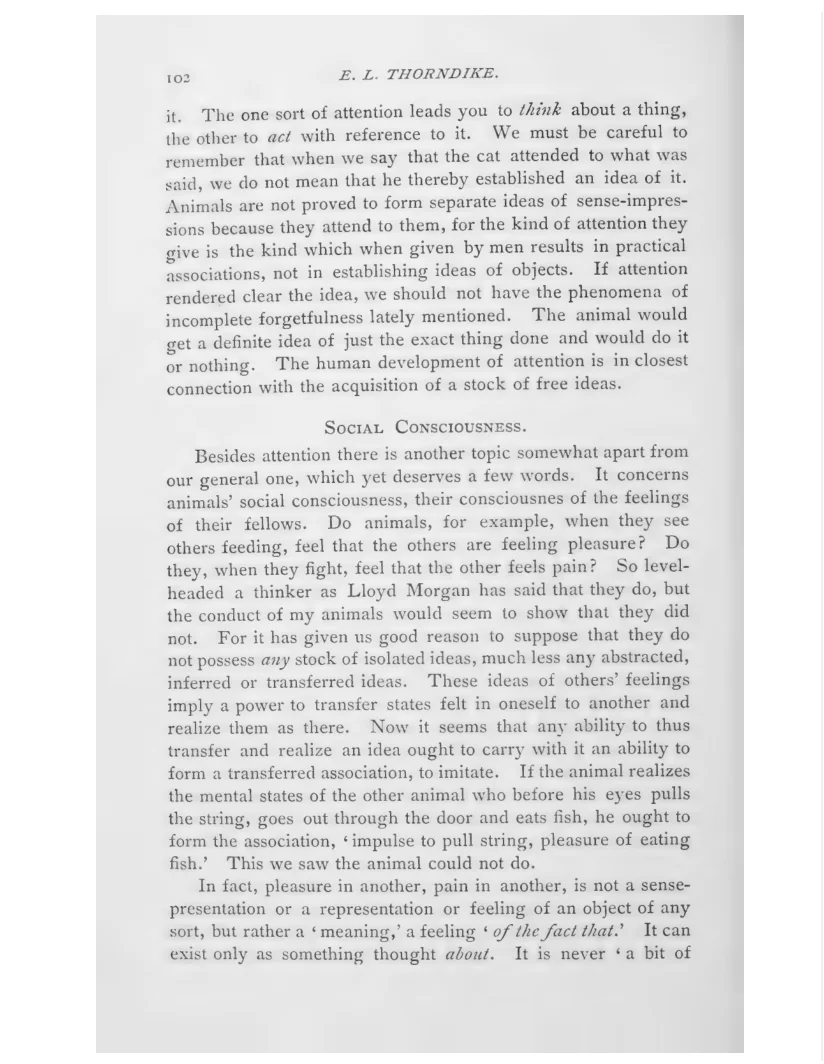 102
E. L. THORNDIKE.
it. The one sort of attention leads you to think about a thing,
the other to act with reference to it. We must be careful to
remember that when we say that the cat attended to what was
said, we do not mean that he thereby established an idea of it.
Animals are not proved to form separate ideas of sense-impres-
sions because they attend to them, for the kind of attention they
give is the kind which when given by men results in practical
associations, not in establishing ideas of objects. If attention
rendered clear the idea, we should not have the phenomena of
incomplete forgetfulness lately mentioned. The animal would
get a definite idea of just the exact thing done and would do it
or nothing. The human development of attention is in closest
connection with the acquisition of a stock of free ideas.
SOCIAL CONSCIOUSNESS.
Besides attention there is another topic somewhat apart from
our general one, which yet deserves a few words. It concerns
animals' social consciousness, their consciousnes of the feelings
of their fellows. Do animals, for example, when they see
others feeding, feel that the others are feeling pleasure? Do
they, when they fight, feel that the other feels pain? So level-
headed a thinker as Lloyd Morgan has said that they do, but
the conduct of my animals would seem to show that they did
not. For it has given us good reason to suppose that they do
not possess any stock of isolated ideas, much less any abstracted,
inferred or transferred ideas. These ideas of others' feelings
imply a power to transfer states felt in oneself to another and
realize them as there. Now it seems that any ability to thus
transfer and realize an idea ought to carry with it an ability to
form a transferred association, to imitate. If the animal realizes
the mental states of the other animal who before his eyes pulls
the string, goes out through the door and eats fish, he ought to
form the association, ‘impulse to pull string, pleasure of eating
fish.’ This we saw the animal could not do.
In fact, pleasure in another, pain in another, is not a sense-
presentation or a representation or feeling of an object of any
sort, but rather a ‘meaning,’ a feeling ‘of the fact that.’ It can
exist only as something thought about. It is never ‘a bit of